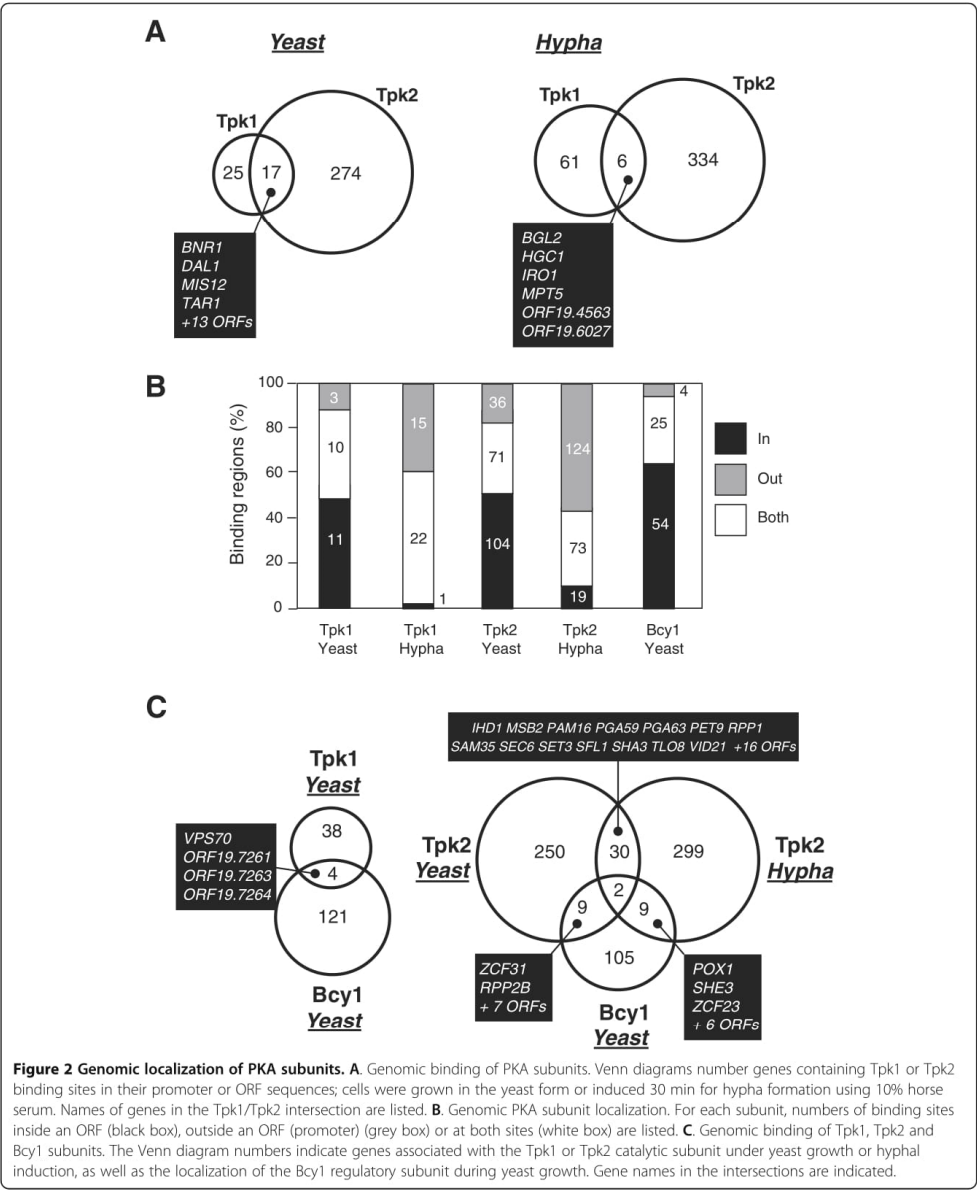 A
Yeast
Hypha
Tpk1
Tpk2
25
17
274
BNR1
DAL1
MIS12
TAR1
+13 ORFs
Tpk1
Tpk2
61
6
334
BGL2
HGC1
IRO1
MPT5
ORF19.4563
ORF19.6027
B
Binding regions (%)
100
80
60
40
20
0
3
10
11
15
22
1
36
71
104
124
73
19
4
25
54
Tpk1
Yeast
Tpk1
Hypha
Tpk2
Yeast
Tpk2
Hypha
Bcy1
Yeast
In
Out
Both
C
Tpk1
Yeast
38
4
121
VPS70
ORF19.7261
ORF19.7263
ORF19.7264
Bcy1
Yeast
IHD1 MSB2 PAM16 PGA59 PGA63 PET9 RPP1
SAM35 SEC6 SET3 SFL1 SHA3 TLO8 VID21 +16 ORFs
Tpk2
Yeast
250
30
299
Tpk2
Hypha
2
9
9
105
ZCF31
RPP2B
+ 7 ORFs
POX1
SHE3
ZCF23
+ 6 ORFs
Bcy1
Yeast
Figure 2 Genomic localization of PKA subunits. A. Genomic binding of PKA subunits. Venn diagrams number genes containing Tpk1 or Tpk2
binding sites in their promoter or ORF sequences; cells were grown in the yeast form or induced 30 min for hypha formation using 10% horse
serum. Names of genes in the Tpk1/Tpk2 intersection are listed. B. Genomic PKA subunit localization. For each subunit, numbers of binding sites
inside an ORF (black box), outside an ORF (promoter) (grey box) or at both sites (white box) are listed. C. Genomic binding of Tpk1, Tpk2 and
Bcy1 subunits. The Venn diagram numbers indicate genes associated with the Tpk1 or Tpk2 catalytic subunit under yeast growth or hyphal
induction, as well as the localization of the Bcy1 regulatory subunit during yeast growth. Gene names in the intersections are indicated.